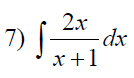 7) ∫ 2x/(x+1) dx